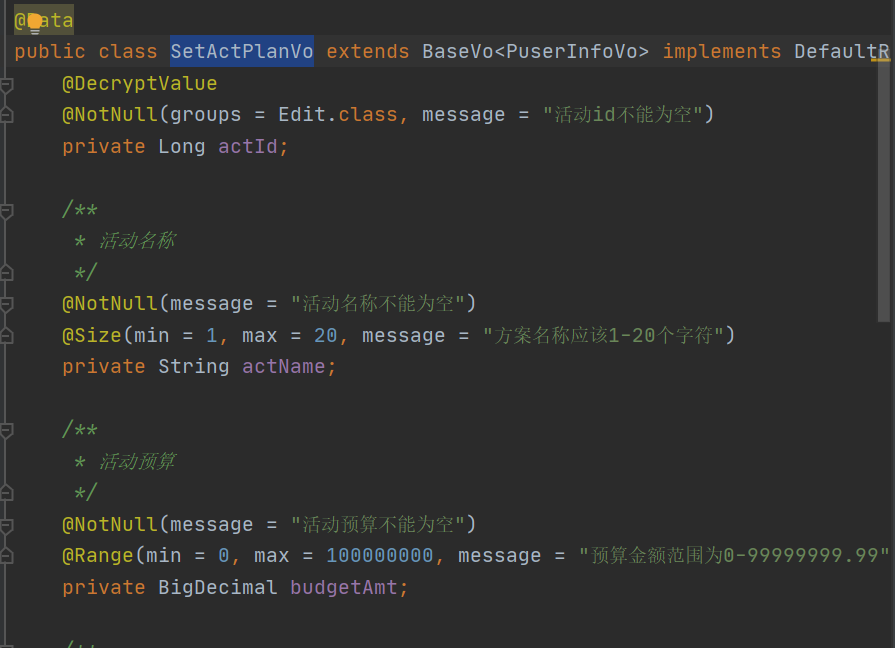 @Data
public class SetActPlanVo extends BaseVo<PuserInfoVo> implements DefaultR
@DecryptValue
@NotNull(groups = Edit.class, message = "活动id不能为空")
private Long actId;
/**
* 活动名称
*/
@NotNull(message = "活动名称不能为空")
@Size(min = 1, max = 20, message = "方案名称应该1-20个字符")
private String actName;
/**
* 活动预算
*/
@NotNull(message = "活动预算不能为空")
@Range(min = 0, max = 100000000, message = "预算金额范围为0-99999999.99"
private BigDecimal budgetAmt;
/**